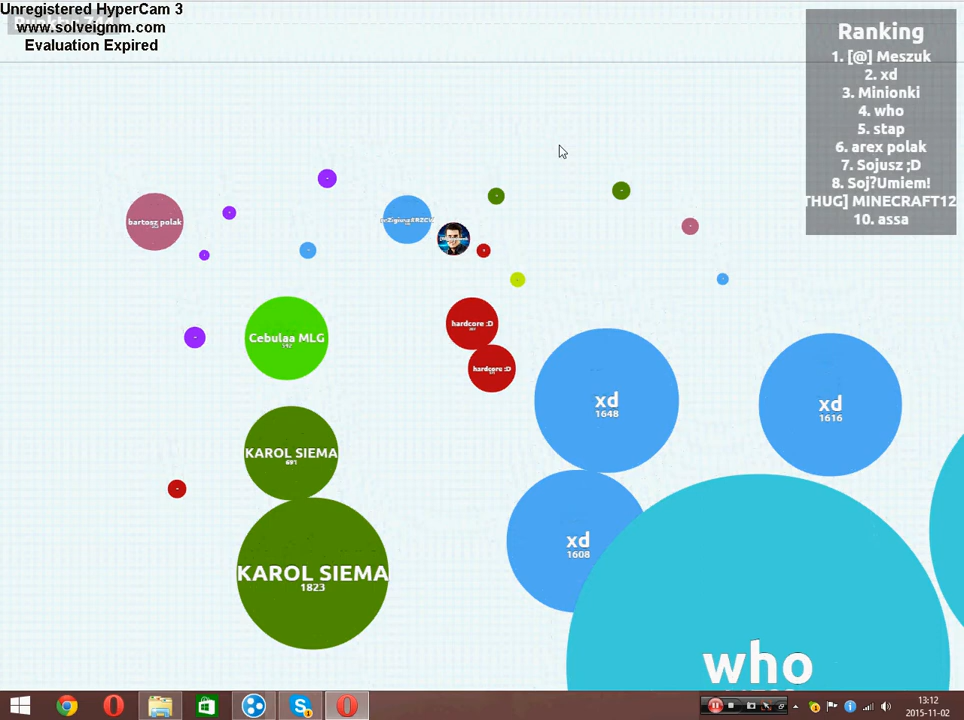 Unregistered HyperCam 3
www.solveigmm.com
Evaluation Expired
Ranking
1. [@] Meszuk
2. xd
3. Minionki
4. who
5. stap
6. arex polak
7. Sojusz ;D
8. Soj?Umiem!
THUG] MINECRAFT12
10. assa
bartosz polak
Cebulaa MLG
hardcore :D
hardcore :D
xd
1648
xd
1616
KAROL SIEMA
691
xd
1608
KAROL SIEMA
1823
who
13:12
2015-11-02